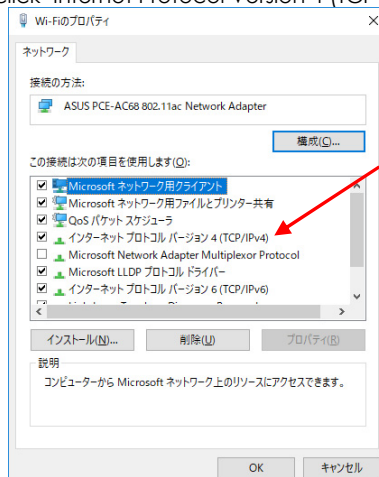 Wi-Fiのプロパティ
ネットワーク
接続の方法:
ASUS PCE-AC68 802.11ac Network Adapter
構成(C)...
この接続は次の項目を使用します(O):
Microsoft ネットワーク用クライアント
Microsoft ネットワーク用ファイルとプリンター共有
QoS パケット スケジューラ
インターネット プロトコル バージョン 4 (TCP/IPv4)
Microsoft Network Adapter Multiplexor Protocol
Microsoft LLDP プロトコル ドライバー
インターネット プロトコル バージョン 6 (TCP/IPv6)
インストール(N)... 削除(U) プロパティ(R)
説明
コンピューターから Microsoft ネットワーク上のリソースにアクセスできます。
OK キャンセル